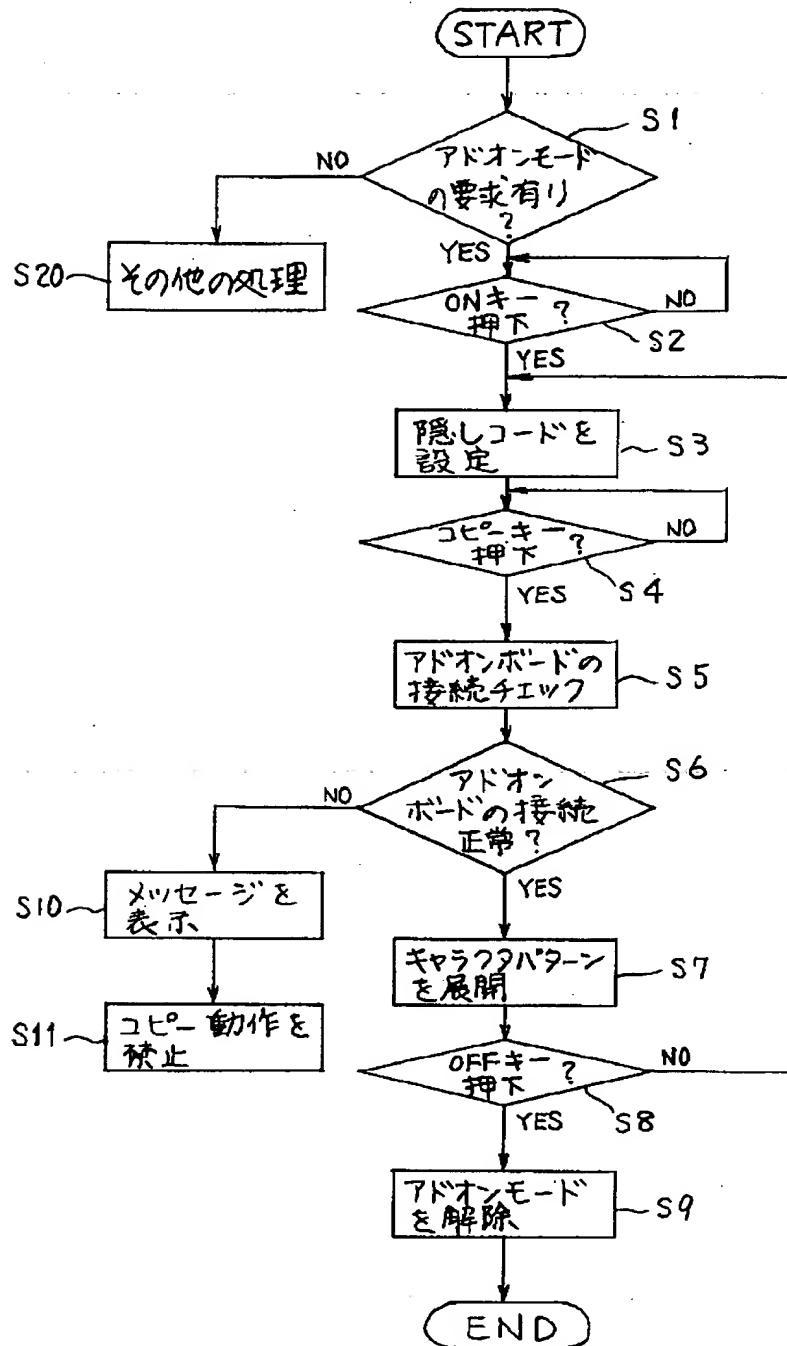 START
S1
アドオンモード
の要求有り
?
NO
YES
S20
その他の処理
ONキー
押下 ?
NO
S2
YES
隠しコードを
設定
S3
コピーキー
押下 ?
NO
S4
YES
アドオンボードの
接続チェック
S5
S6
アドオン
ボードの接続
正常?
NO
YES
S10
メッセージを
表示
キャラクタパターン
を展開
S7
S11
コピー動作を
禁止
OFFキー
押下 ?
NO
S8
YES
アドオンモード
を解除
S9
END